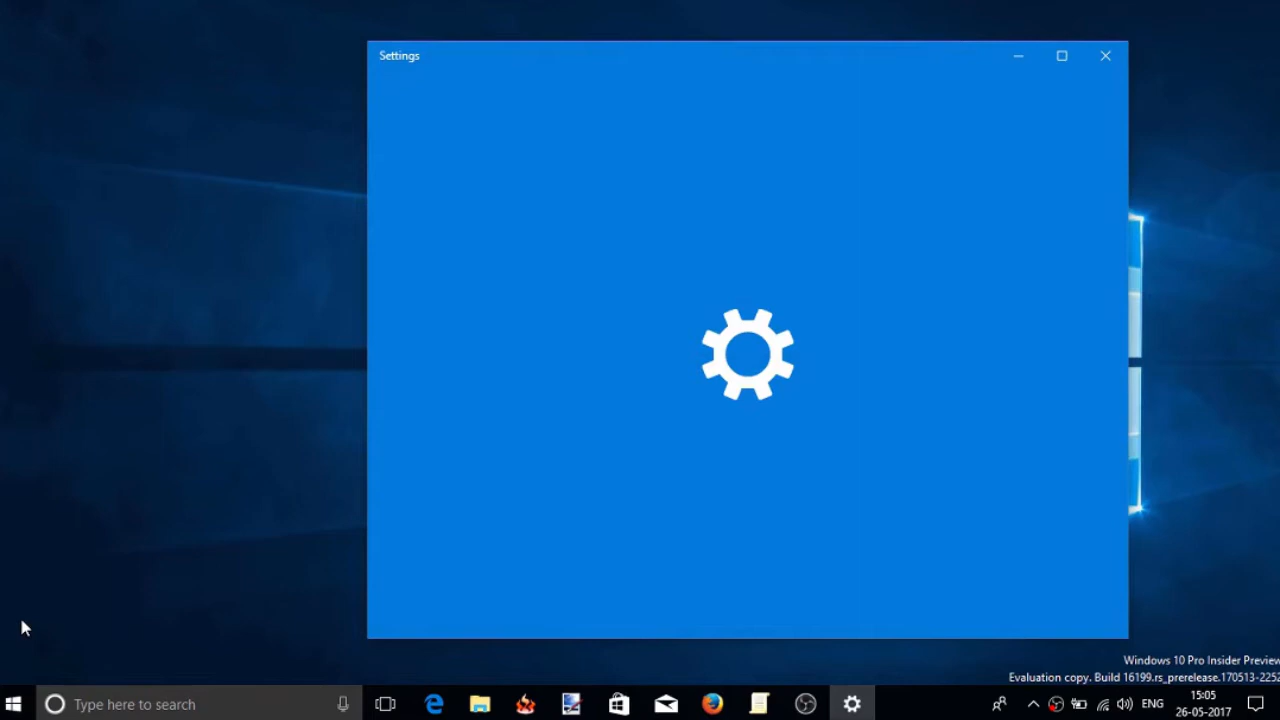 Settings
Windows 10 Pro Insider Preview
Evaluation copy. Build 16199.rs_prerelease.170513-2252
Type here to search
ENG
15:05
26-05-2017